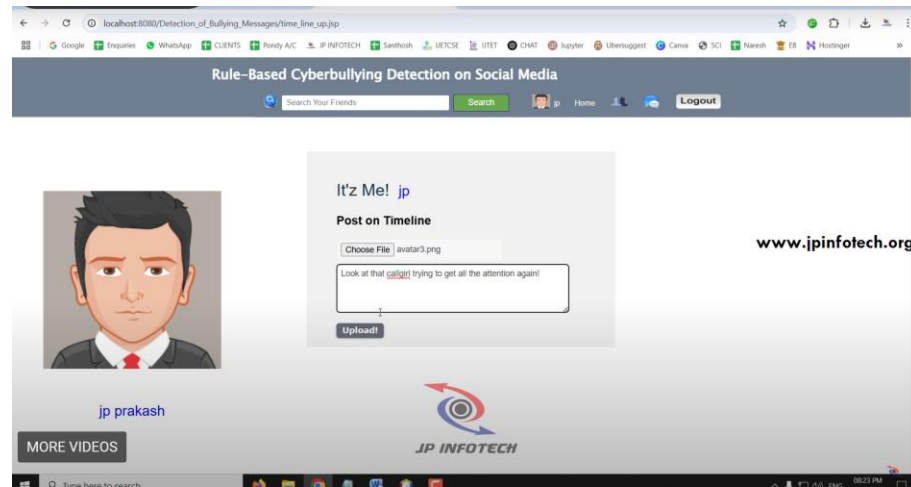 localhost:8080/Detection_of_Bullying_Messages/time_line_up.jsp
Google Enquiries WhatsApp CLIENTS Pondy A/C JP INFOTECH Santhosh IJETCSE IJTET CHAT Jupyter Ubersuggest Canva SCI Naresh EB Hostinger »
Rule-Based Cyberbullying Detection on Social Media
Search Your Friends Search jp Home Logout
It'z Me! jp
Post on Timeline
Choose File avatar3.png
Look at that callgirl trying to get all the attention again!
Upload!
www.jpinfotech.org
jp prakash
MORE VIDEOS
JP INFOTECH
Type here to search ENG 08:23 PM